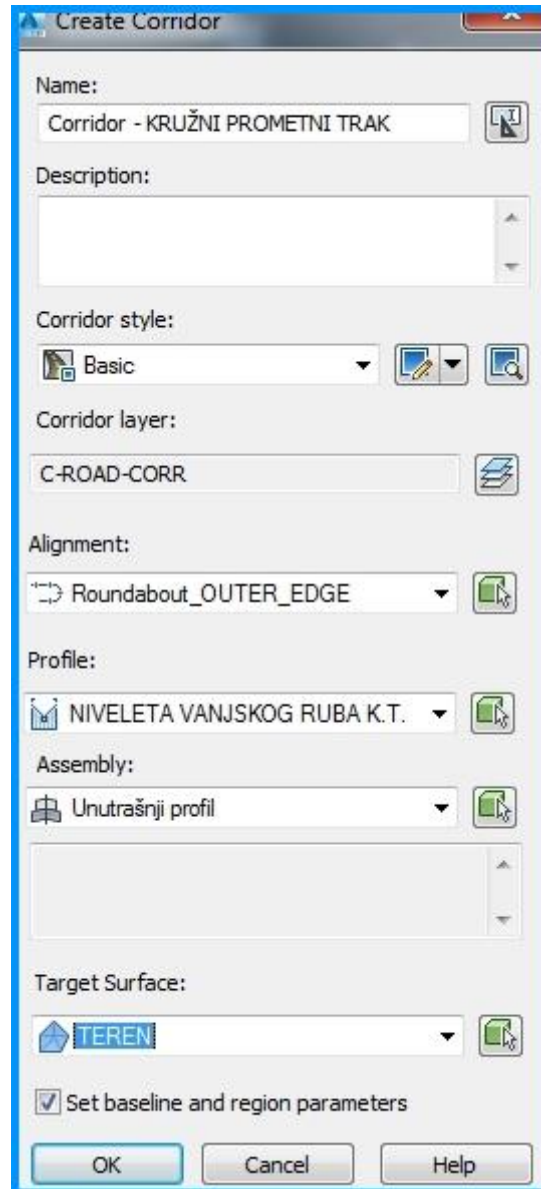 Create Corridor
Name:
Corridor - KRUŽNI PROMETNI TRAK
Description:
Corridor style:
Basic
Corridor layer:
C-ROAD-CORR
Alignment:
Roundabout_OUTER_EDGE
Profile:
NIVELETA VANJSKOG RUBA K.T.
Assembly:
Unutrašnji profil
Target Surface:
TEREN
Set baseline and region parameters
OK
Cancel
Help